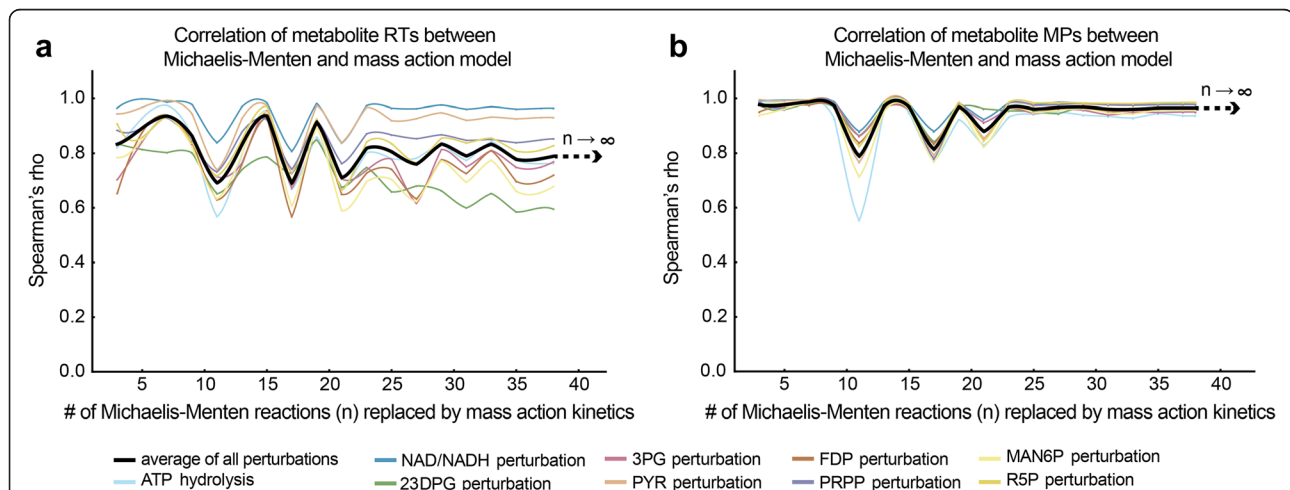 a
Correlation of metabolite RTs between
Michaelis-Menten and mass action model
Spearman's rho
1.0
0.8
0.6
0.4
0.2
0.0
n → ∞
5 10 15 20 25 30 35 40
# of Michaelis-Menten reactions (n) replaced by mass action kinetics
b
Correlation of metabolite MPs between
Michaelis-Menten and mass action model
Spearman's rho
1.0
0.8
0.6
0.4
0.2
0.0
n → ∞
5 10 15 20 25 30 35 40
# of Michaelis-Menten reactions (n) replaced by mass action kinetics
average of all perturbations
ATP hydrolysis
NAD/NADH perturbation
23DPG perturbation
3PG perturbation
PYR perturbation
FDP perturbation
PRPP perturbation
MAN6P perturbation
R5P perturbation